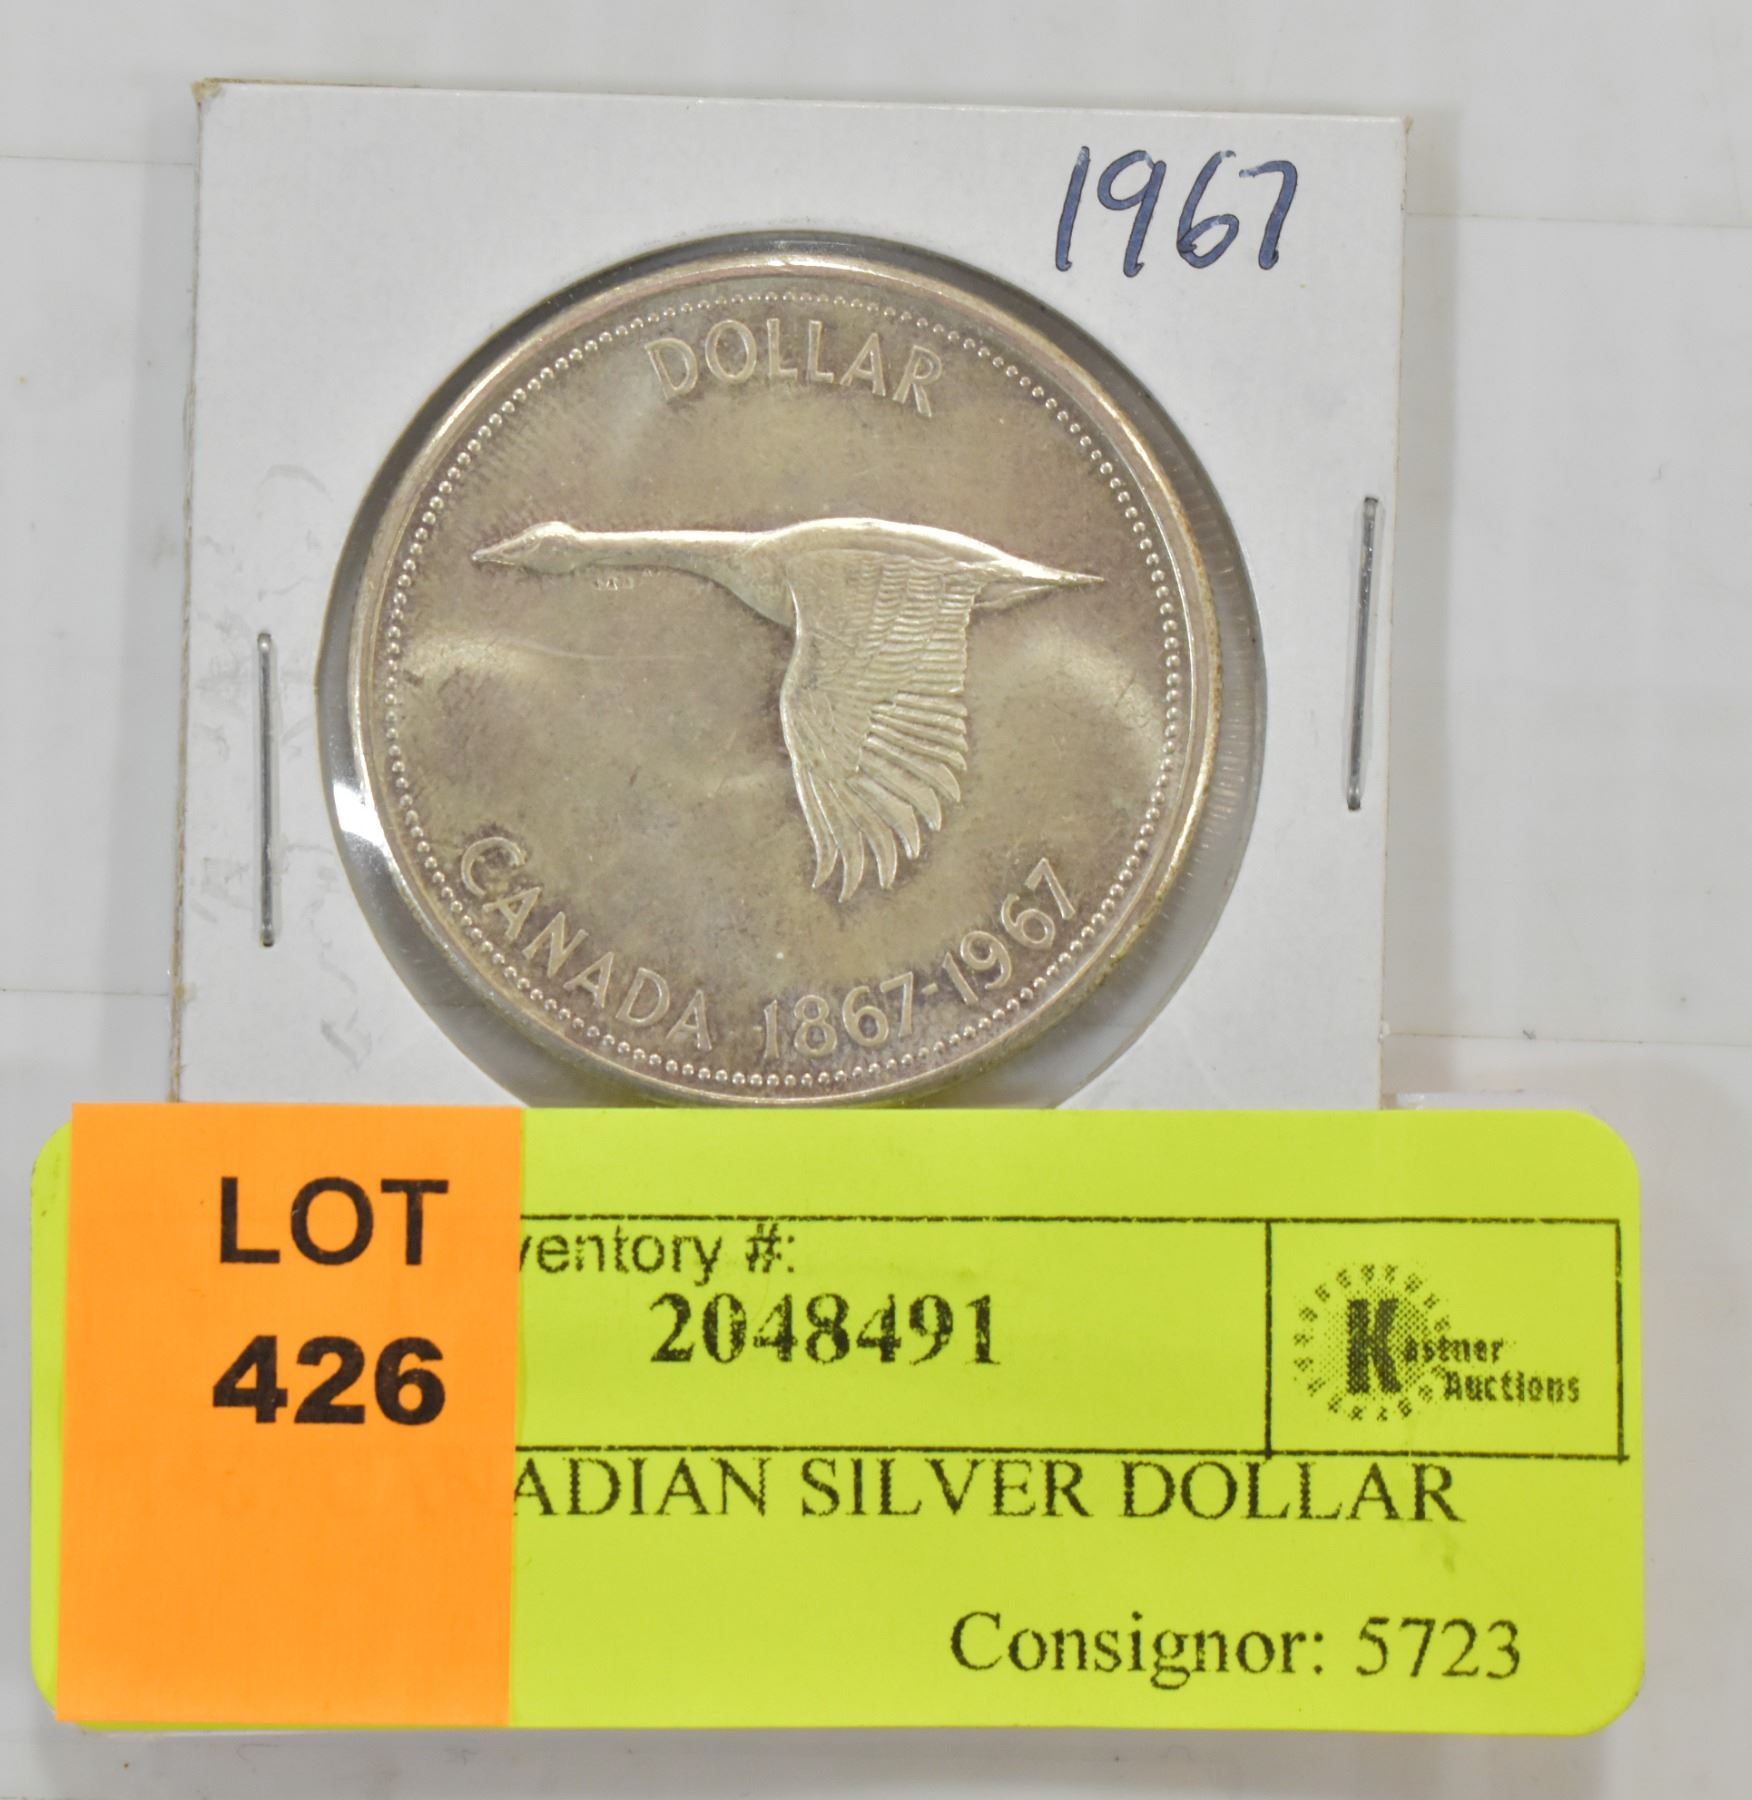 1967
DOLLAR
CANADA 1867-1967
LOT
426
ventory #:
2048491
Kastner
Auctions
ADIAN SILVER DOLLAR
Consignor: 5723